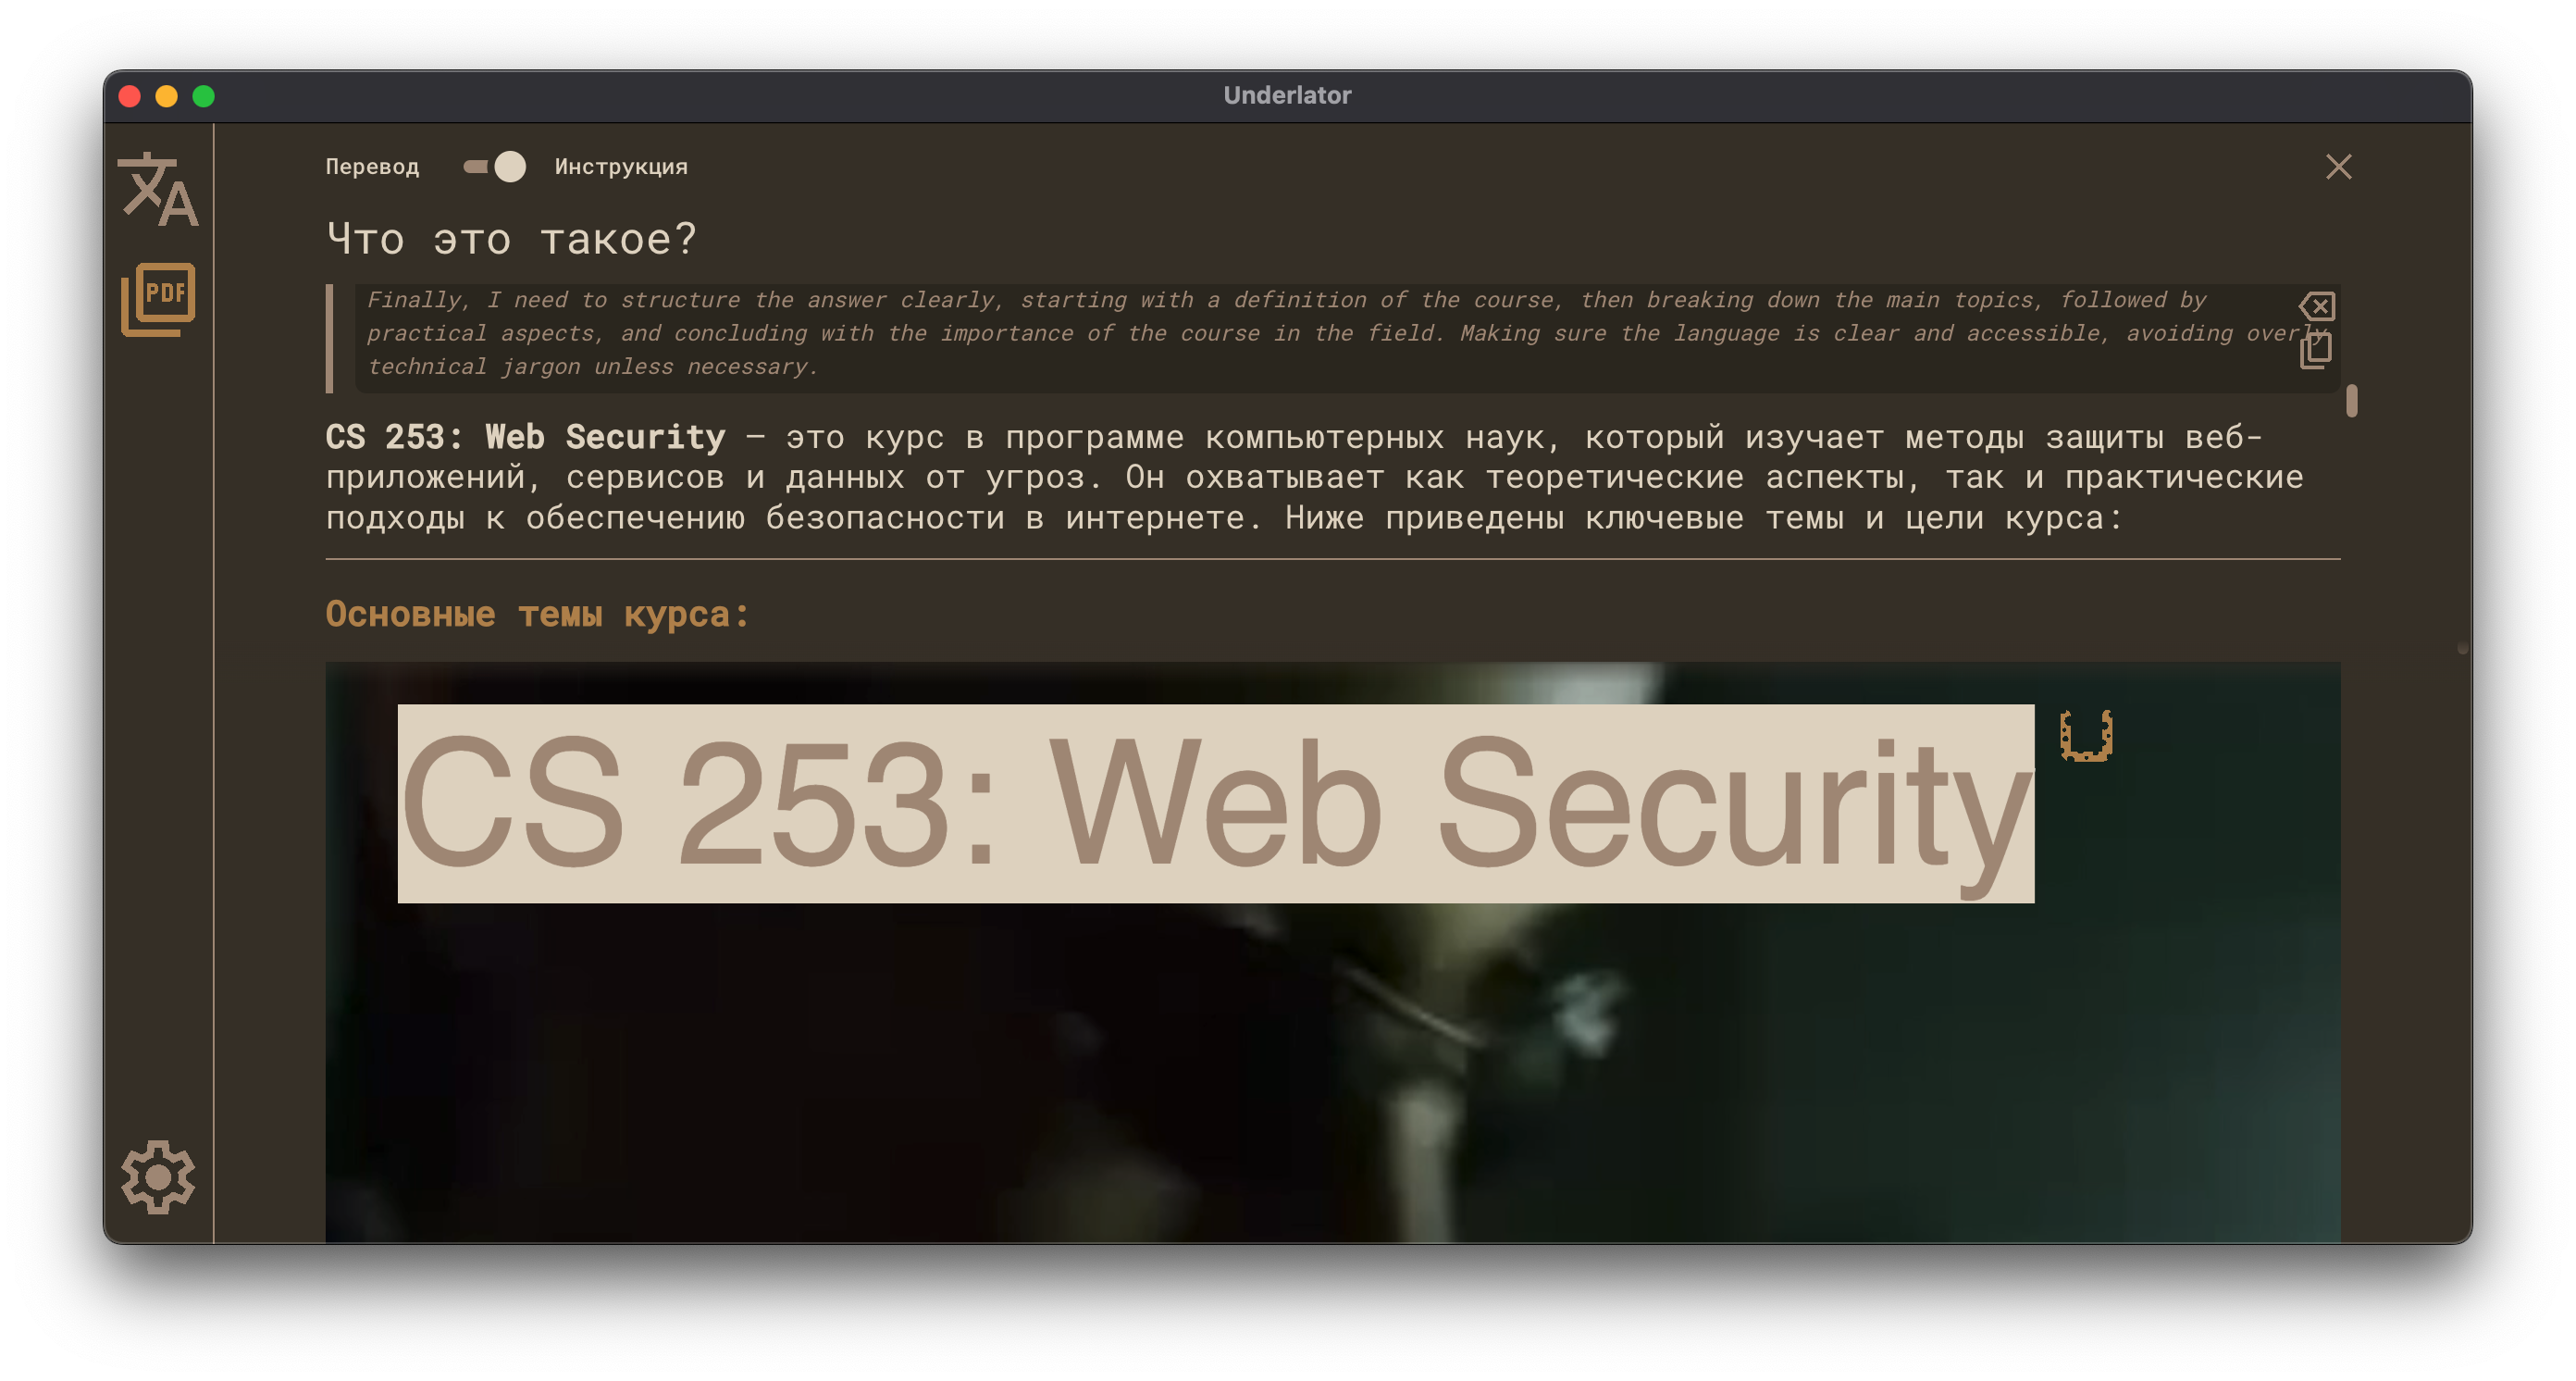 Underlator
Перевод
Инструкция
Что это такое?
PDF
Finally, I need to structure the answer clearly, starting with a definition of the course, then breaking down the main topics, followed by
practical aspects, and concluding with the importance of the course in the field. Making sure the language is clear and accessible, avoiding overly
technical jargon unless necessary.
CS 253: Web Security — это курс в программе компьютерных наук, который изучает методы защиты веб-
приложений, сервисов и данных от угроз. Он охватывает как теоретические аспекты, так и практические
подходы к обеспечению безопасности в интернете. Ниже приведены ключевые темы и цели курса:
Основные темы курса:
CS 253: Web Security
U